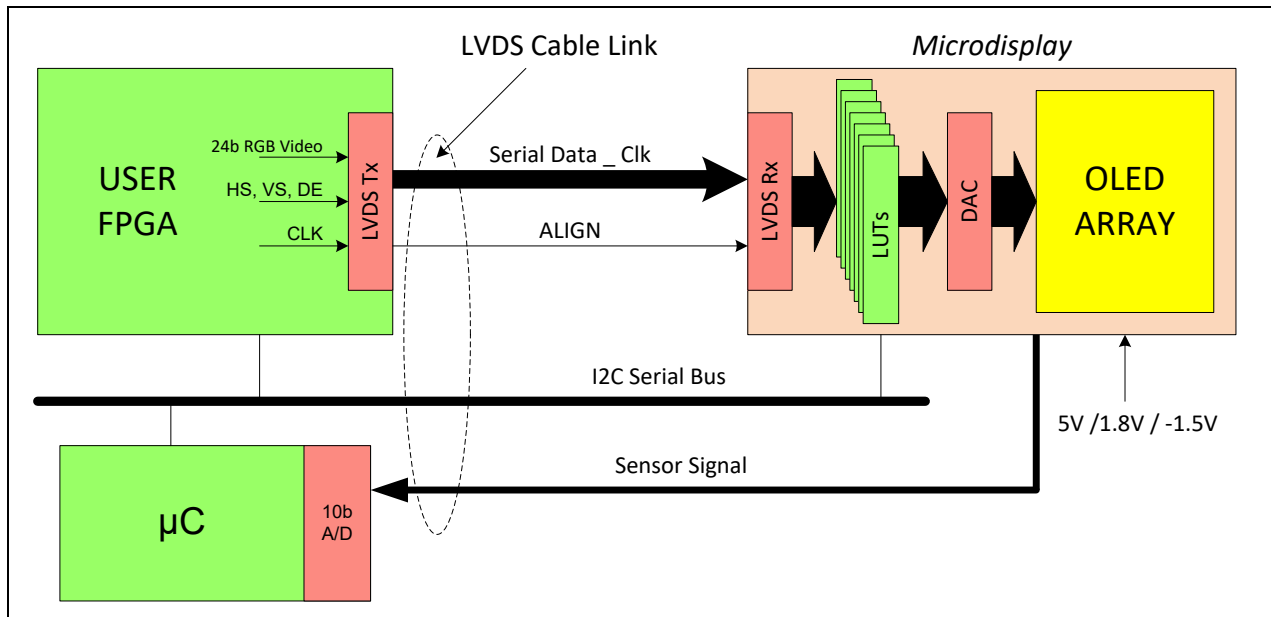 LVDS Cable Link
Microdisplay
USER
FPGA
24b RGB Video
HS, VS, DE
CLK
LVDS Tx
Serial Data _ Clk
ALIGN
LVDS Rx
LUTs
DAC
OLED
ARRAY
I2C Serial Bus
5V /1.8V / -1.5V
Sensor Signal
µC
10b
A/D